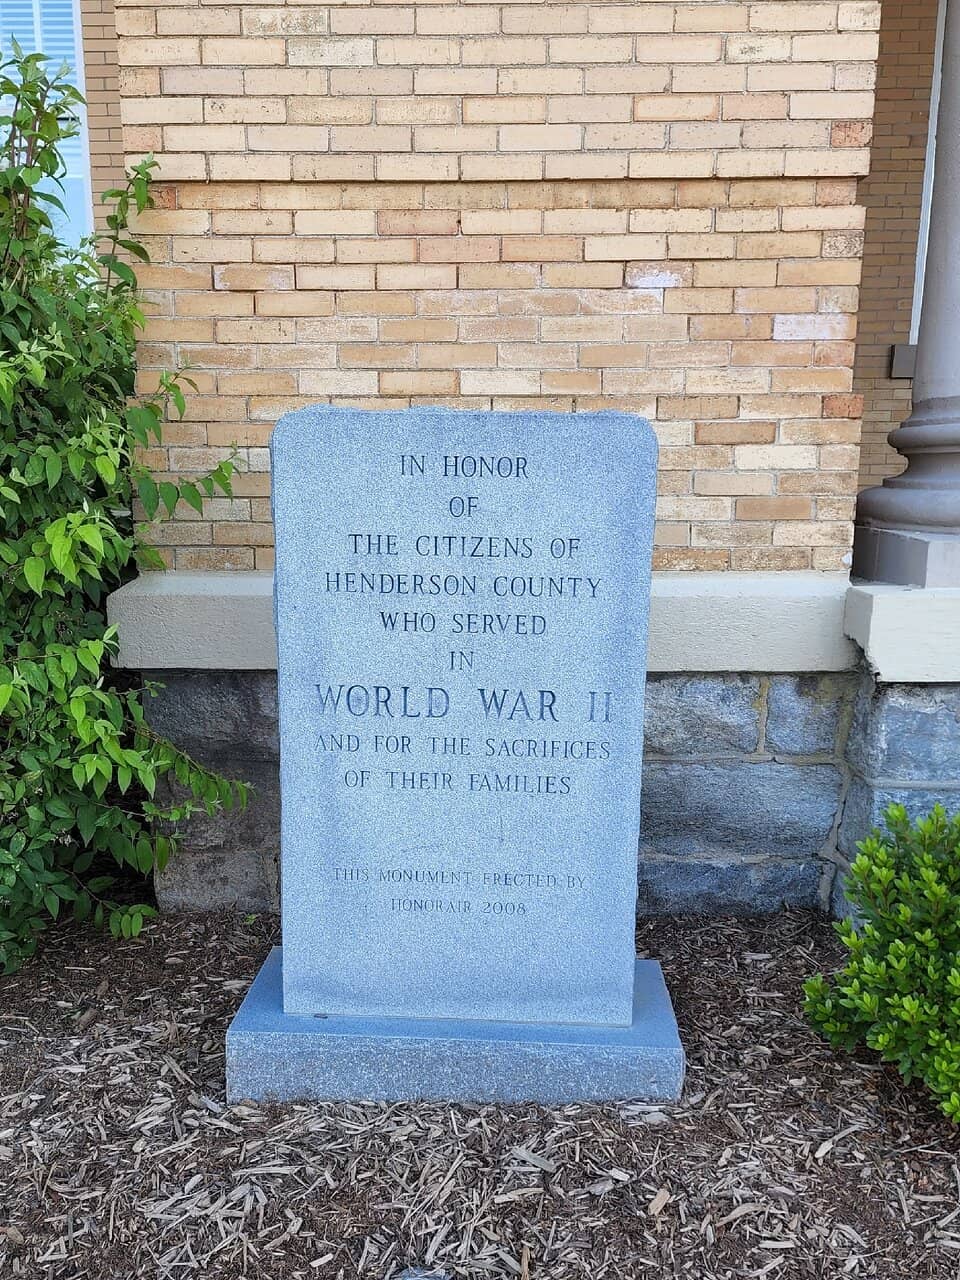 IN HONOR
OF
THE CITIZENS OF
HENDERSON COUNTY
WHO SERVED
IN
WORLD WAR II
AND FOR THE SACRIFICES
OF THEIR FAMILIES
THIS MONUMENT ERECTED BY
HONORAIR 2008